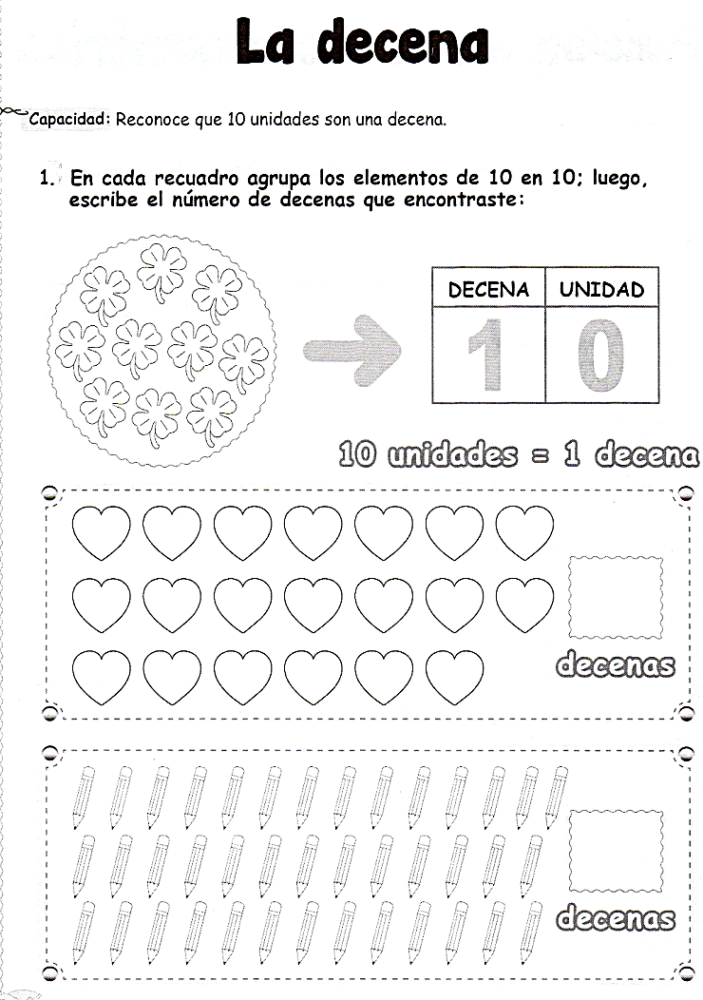 La decena
Capacidad: Reconoce que 10 unidades son una decena.
1. En cada recuadro agrupa los elementos de 10 en 10; luego,
escribe el número de decenas que encontraste:
DECENA UNIDAD
1 0
10 unidades = 1 decena
decenas
decenas